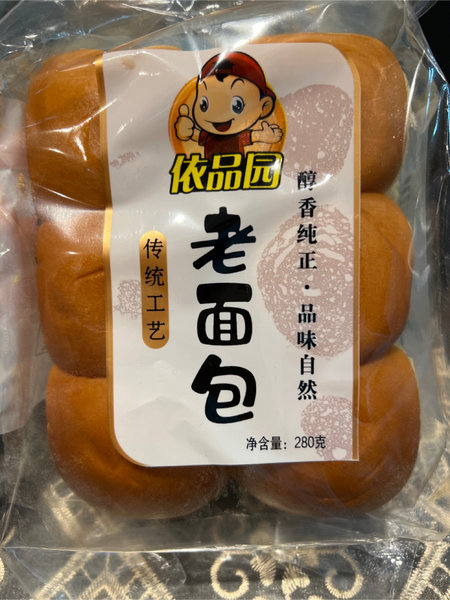 依品园
醇香纯正·品味自然
老面包
传统工艺
净含量：280克